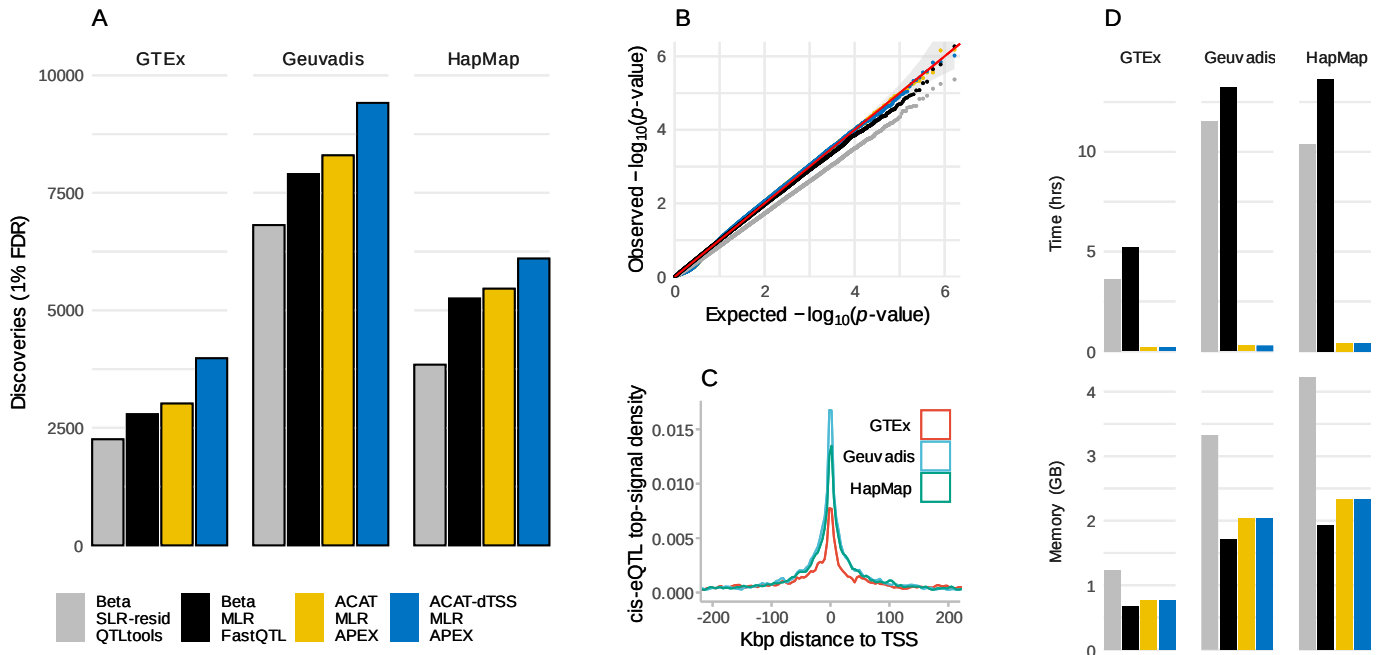 A
GTEx
Geuvadis
HapMap
10000
7500
5000
2500
0
Discoveries (1% FDR)
Beta
SLR-resid
QTLtools
Beta
MLR
FastQTL
ACAT
MLR
APEX
ACAT-dTSS
MLR
APEX
B
6
4
2
0
Observed −log10(p-value)
0
2
4
6
Expected −log10(p-value)
C
0.015
0.010
0.005
0.000
cis-eQTL top-signal density
GTEx
Geuvadis
HapMap
-200
-100
0
100
200
Kbp distance to TSS
D
GTEx
Geuvadis
HapMap
10
5
0
Time (hrs)
4
3
2
1
0
Memory (GB)